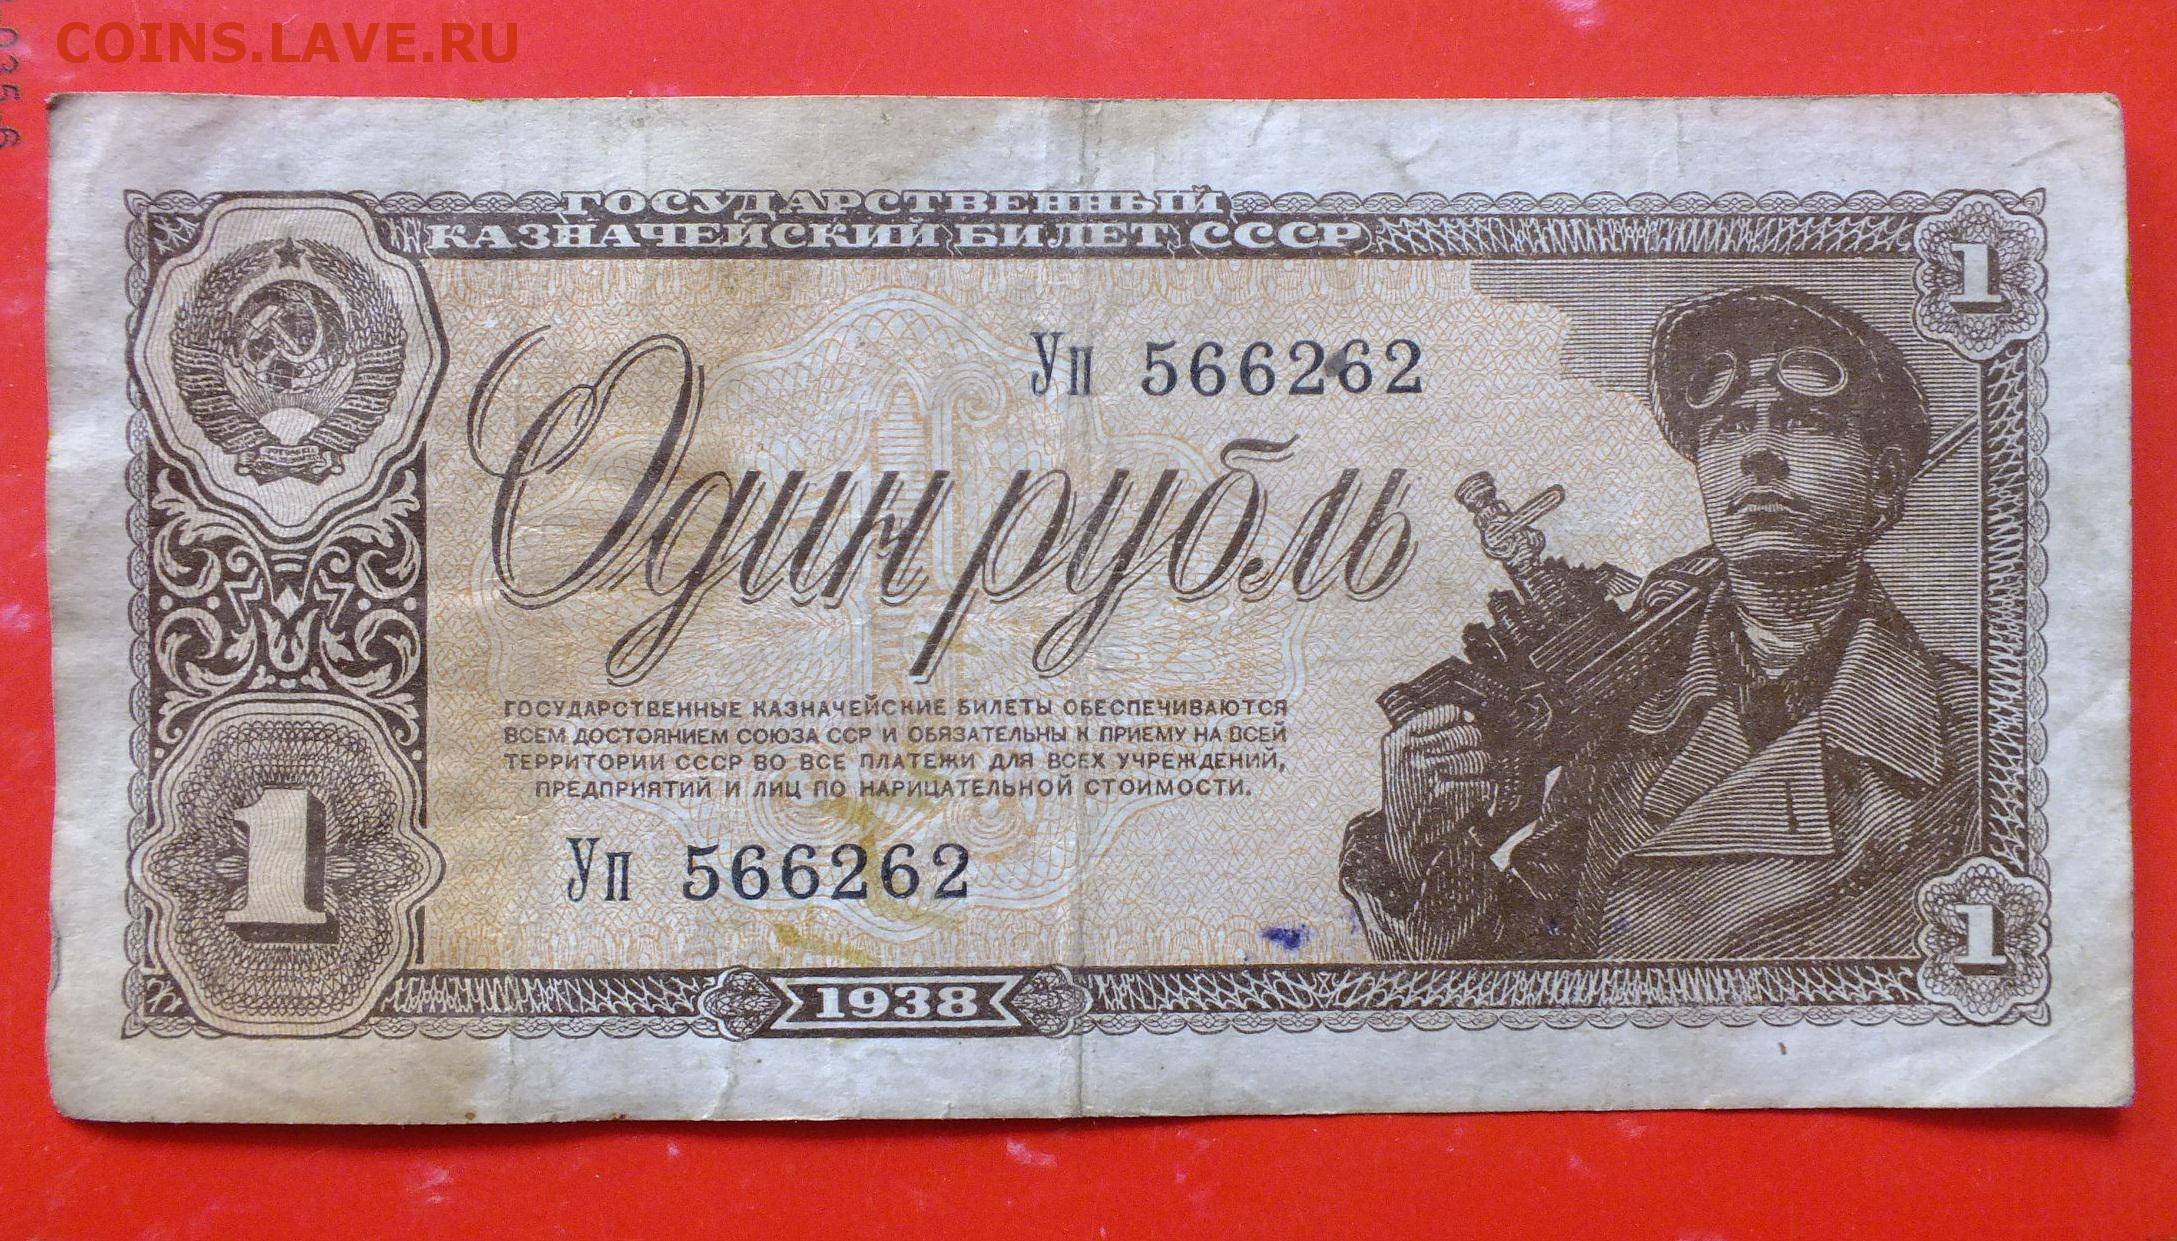 COINS.LAVE.RU
ГОСУДАРСТВЕННЫЙ
КАЗНАЧЕЙСКИЙ БИЛЕТ СССР
1
Уп 566262
Один рубль
ГОСУДАРСТВЕННЫЕ КАЗНАЧЕЙСКИЕ БИЛЕТЫ ОБЕСПЕЧИВАЮТСЯ
ВСЕМ ДОСТОЯНИЕМ СОЮЗА ССР И ОБЯЗАТЕЛЬНЫ К ПРИЕМУ НА ВСЕЙ
ТЕРРИТОРИИ СССР ВО ВСЕ ПЛАТЕЖИ ДЛЯ ВСЕХ УЧРЕЖДЕНИЙ,
ПРЕДПРИЯТИЙ И ЛИЦ ПО НАРИЦАТЕЛЬНОЙ СТОИМОСТИ.
1
Уп 566262
1
1938